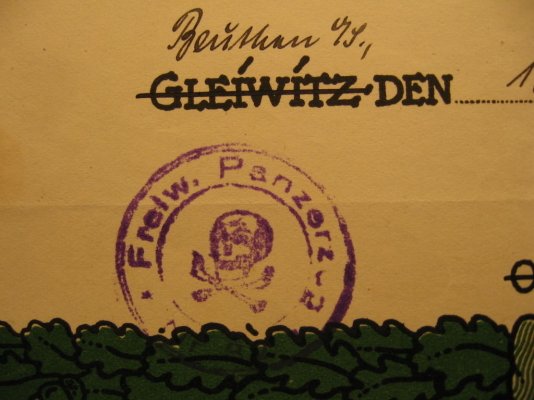 Beuthen O/S.,
GLEIWITZ DEN
Freiw. Panzerz-